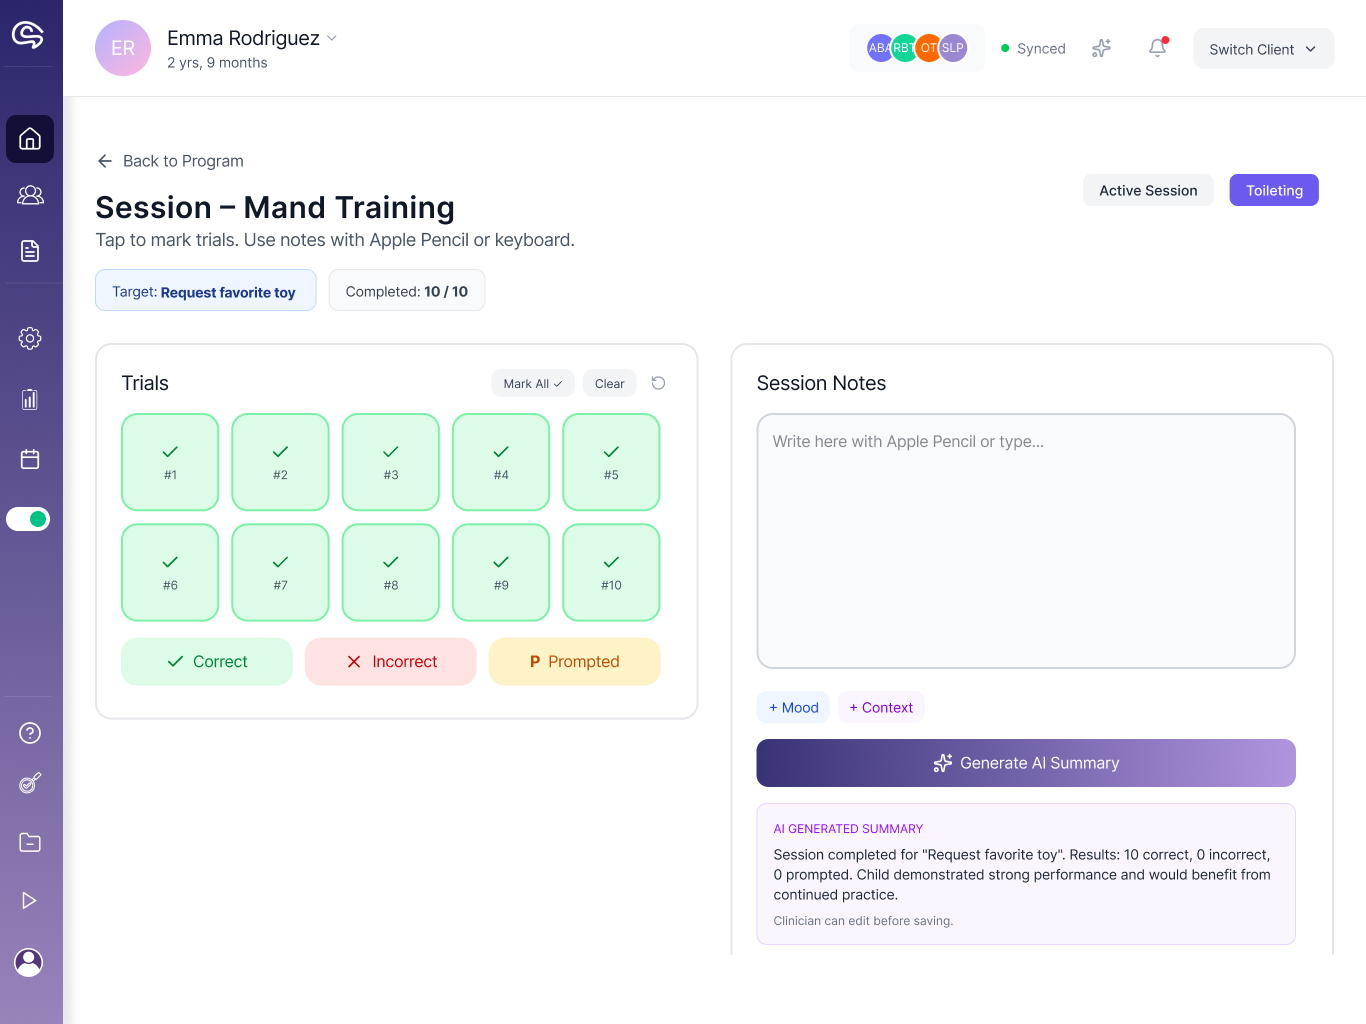 ER
Emma Rodriguez
2 yrs, 9 months
ABA
RBT
OT
SLP
Synced
Switch Client
Back to Program
Session – Mand Training
Tap to mark trials. Use notes with Apple Pencil or keyboard.
Active Session
Toileting
Target: Request favorite toy
Completed: 10 / 10
Trials
Mark All ✓
Clear
#1
#2
#3
#4
#5
#6
#7
#8
#9
#10
Correct
Incorrect
P Prompted
Session Notes
Write here with Apple Pencil or type...
+ Mood
+ Context
Generate AI Summary
AI GENERATED SUMMARY
Session completed for "Request favorite toy". Results: 10 correct, 0 incorrect,
0 prompted. Child demonstrated strong performance and would benefit from
continued practice.
Clinician can edit before saving.